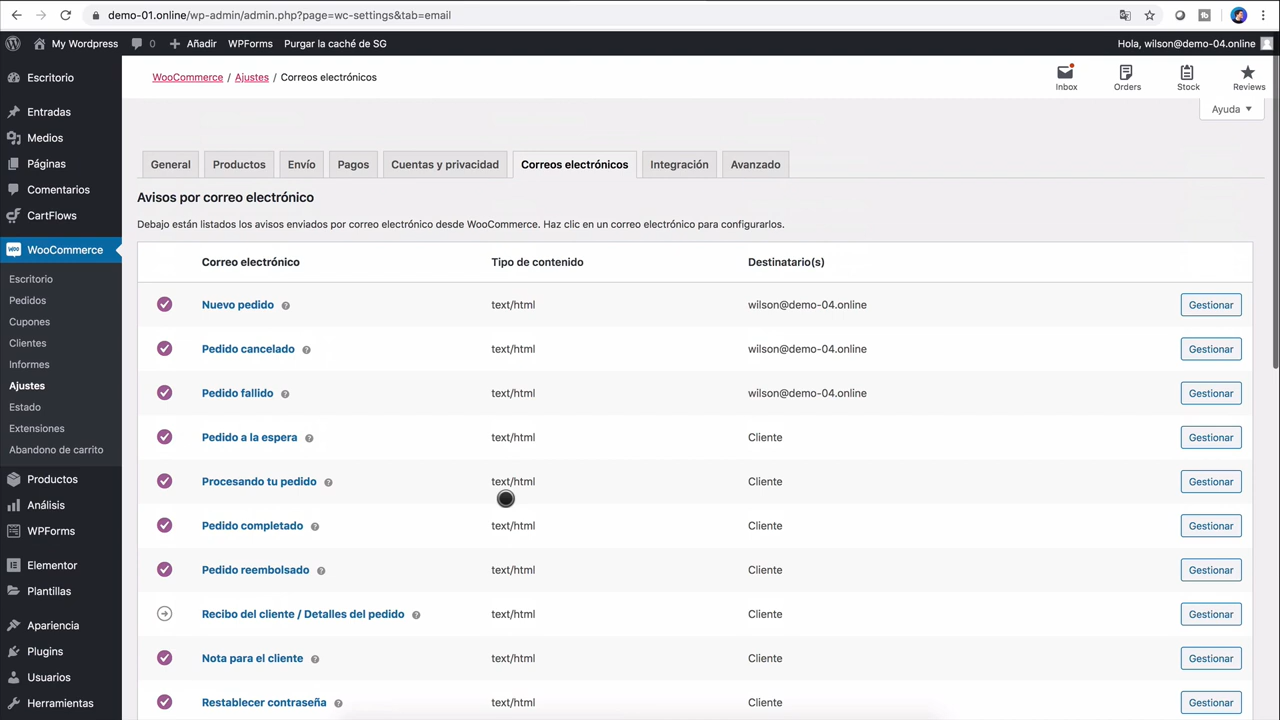 demo-01.online/wp-admin/admin.php?page=wc-settings&tab=email
My Wordpress 0 Añadir WPForms Purgar la caché de SG Hola, wilson@demo-04.online
Escritorio
Entradas
Medios
Páginas
Comentarios
CartFlows
WooCommerce
Escritorio
Pedidos
Cupones
Clientes
Informes
Ajustes
Estado
Extensiones
Abandono de carrito
Productos
Análisis
WPForms
Elementor
Plantillas
Apariencia
Plugins
Usuarios
Herramientas
WooCommerce / Ajustes / Correos electrónicos
Inbox Orders Stock Reviews
Ayuda
General Productos Envío Pagos Cuentas y privacidad Correos electrónicos Integración Avanzado
Avisos por correo electrónico
Debajo están listados los avisos enviados por correo electrónico desde WooCommerce. Haz clic en un correo electrónico para configurarlos.
Correo electrónico Tipo de contenido Destinatario(s)
Nuevo pedido ? text/html wilson@demo-04.online Gestionar
Pedido cancelado ? text/html wilson@demo-04.online Gestionar
Pedido fallido ? text/html wilson@demo-04.online Gestionar
Pedido a la espera ? text/html Cliente Gestionar
Procesando tu pedido ? text/html Cliente Gestionar
Pedido completado ? text/html Cliente Gestionar
Pedido reembolsado ? text/html Cliente Gestionar
Recibo del cliente / Detalles del pedido ? text/html Cliente Gestionar
Nota para el cliente ? text/html Cliente Gestionar
Restablecer contraseña ? text/html Cliente Gestionar